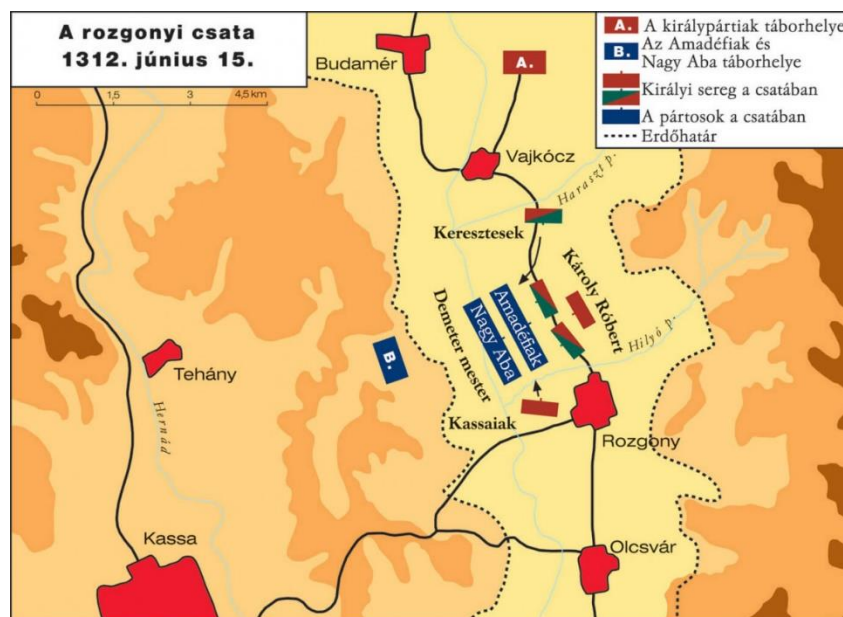 A rozgonyi csata
1312. június 15.
0 1,5 3 4,5 km
A. A királypártiak táborhelye
B. Az Amadéfiak és
Nagy Aba táborhelye
Királyi sereg a csatában
A pártosok a csatában
Erdőhatár
Budamér
A.
Vajkócz
Haraszt p.
Keresztesek
Károly Róbert
Amadéfiak
Nagy Aba
Demeter mester
Hilyó p.
B.
Tehány
Hernád
Kassaiak
Rozgony
Kassa
Olcsvár